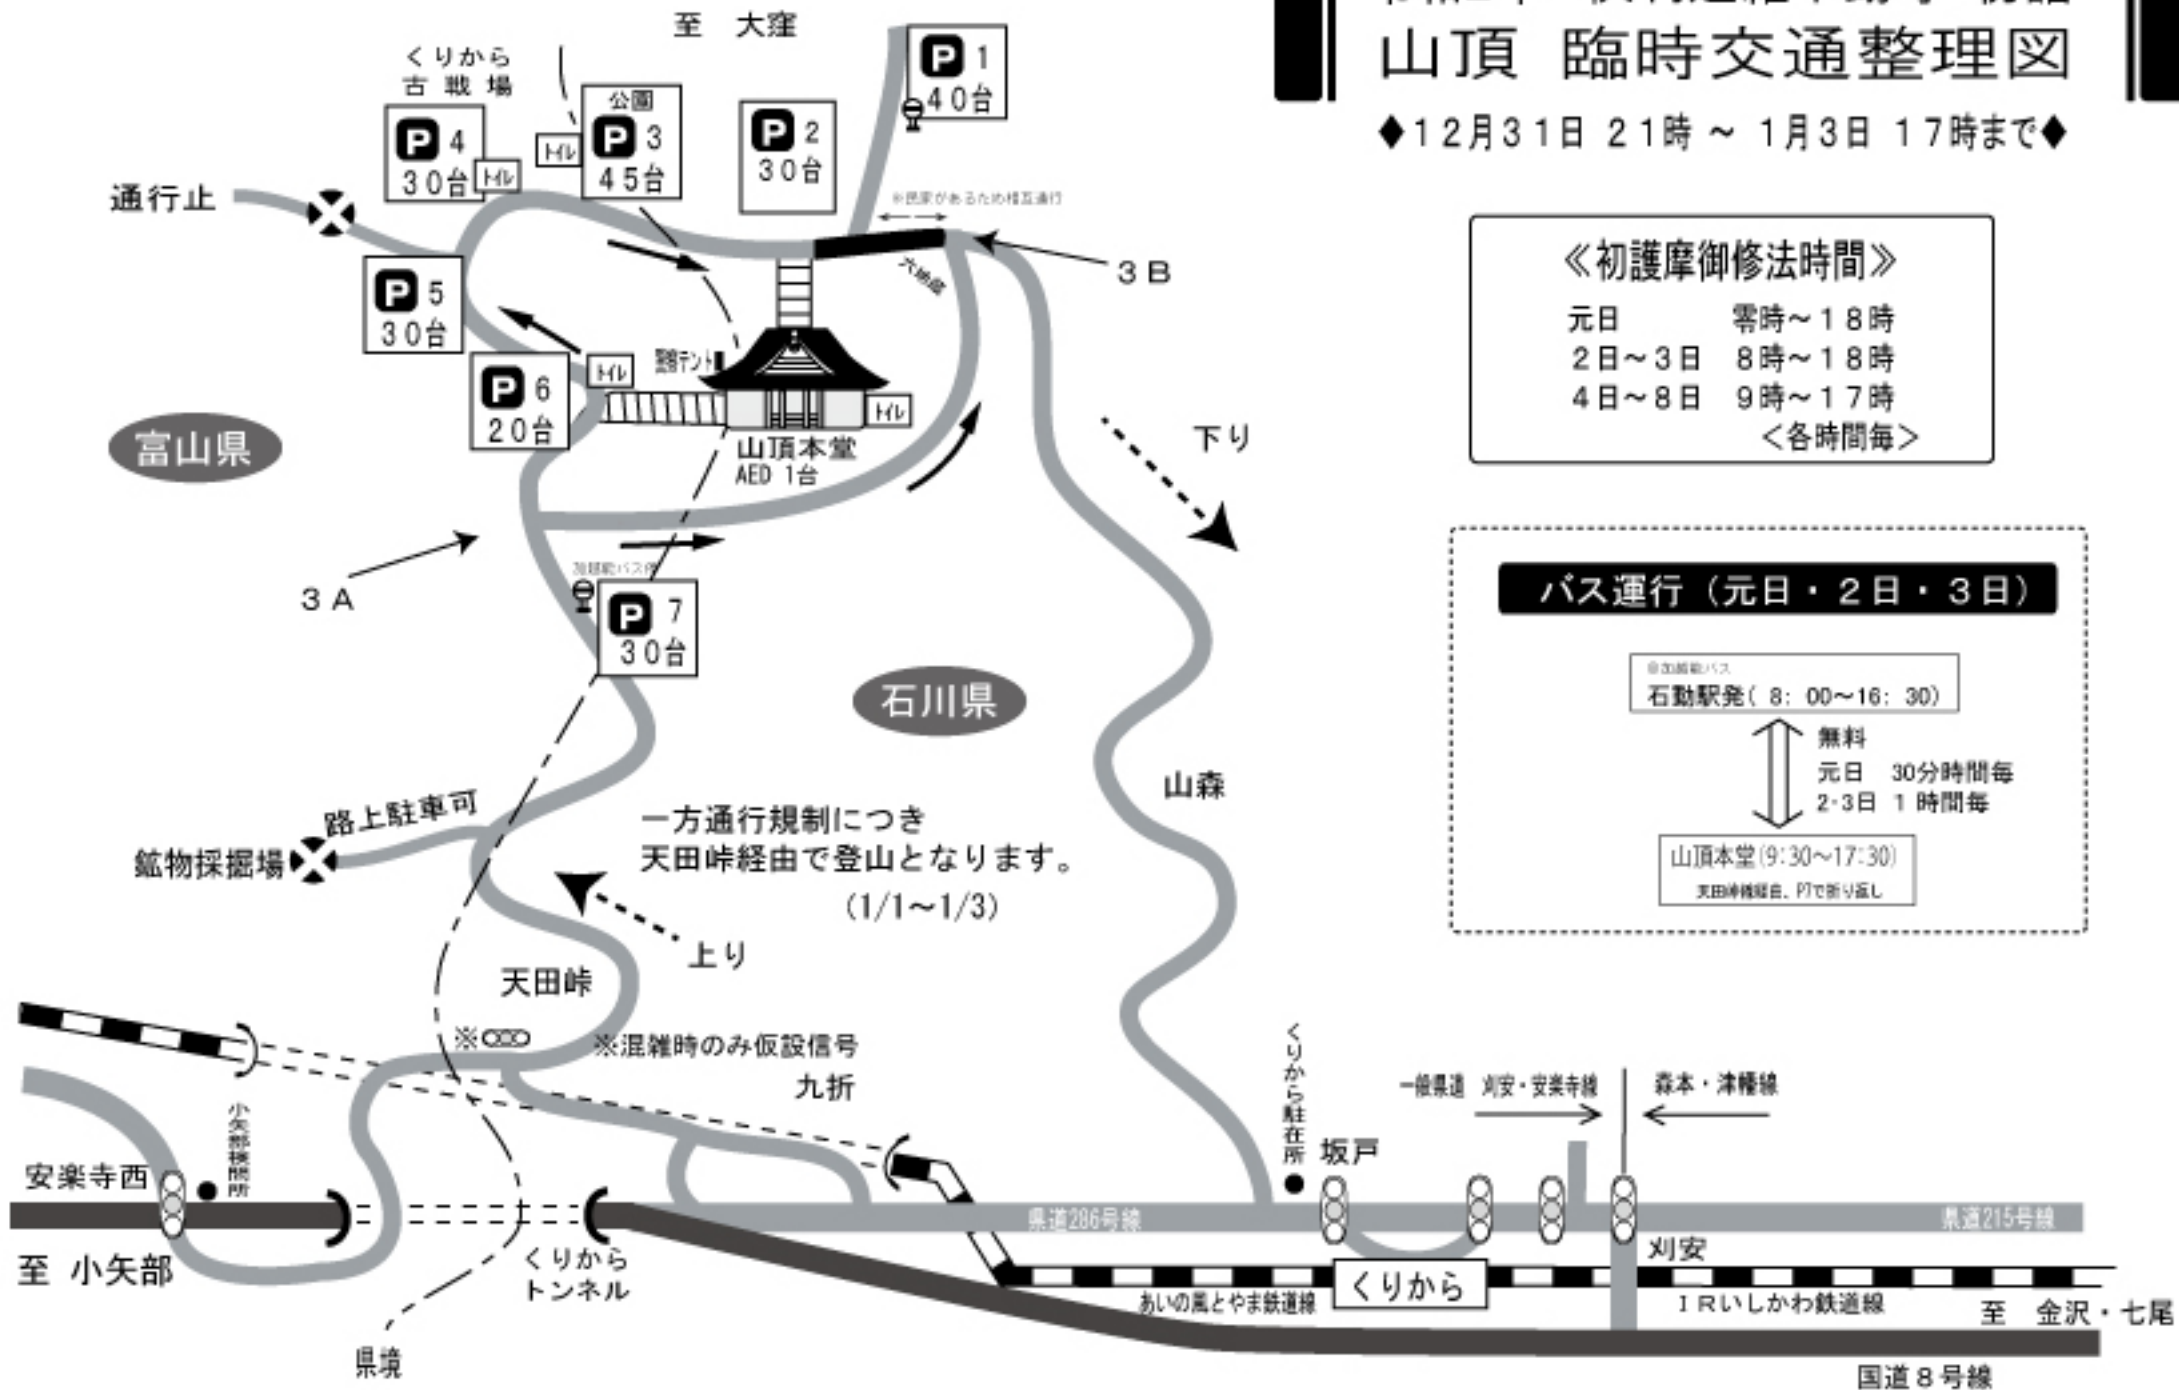 山頂 臨時交通整理図
◆12月31日 21時 ～ 1月3日 17時まで◆
至 大窪
くりから
古戦場
P 4
30台
トイレ
トイレ
公園
P 3
45台
P 2
30台
P 1
40台
通行止
※民家があるため相互通行
3B
P 5
30台
P 6
20台
トイレ
トイレ
山頂本堂
AED 1台
富山県
下り
3A
P 7
30台
石川県
山森
路上駐車可
鉱物採掘場
一方通行規制につき
天田峠経由で登山となります。
(1/1～1/3)
上り
天田峠
※
※混雑時のみ仮設信号
九折
≪初護摩御修法時間≫
元日 零時～18時
2日～3日 8時～18時
4日～8日 9時～17時
＜各時間毎＞
バス運行（元日・2日・3日）
※加越能バス
石動駅発( 8: 00～16: 30)
無料
元日 30分時間毎
2･3日 1時間毎
山頂本堂(9:30～17:30)
くりから駐在所
坂戸
一般県道 刈安・安楽寺線
森本・津幡線
安楽寺西
県道286号線
県道215号線
至 小矢部
くりから
トンネル
県境
刈安
くりから
あいの風とやま鉄道線
IRいしかわ鉄道線
至 金沢・七尾
国道8号線